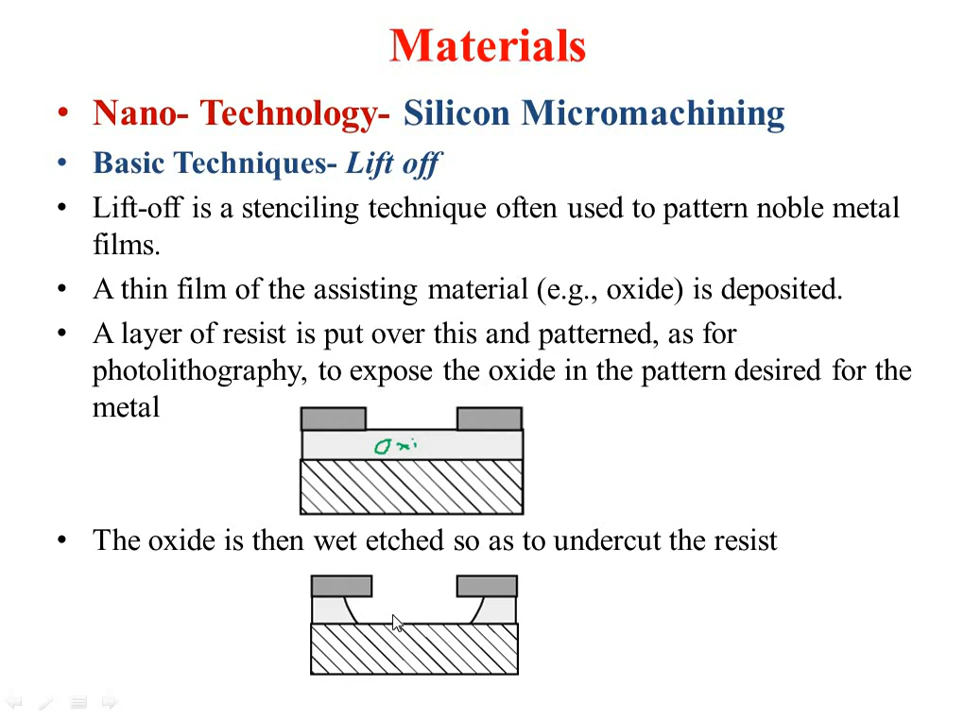 Materials
• Nano- Technology- Silicon Micromachining
• Basic Techniques- Lift off
• Lift-off is a stenciling technique often used to pattern noble metal
films.
• A thin film of the assisting material (e.g., oxide) is deposited.
• A layer of resist is put over this and patterned, as for
photolithography, to expose the oxide in the pattern desired for the
metal
Oxi
• The oxide is then wet etched so as to undercut the resist